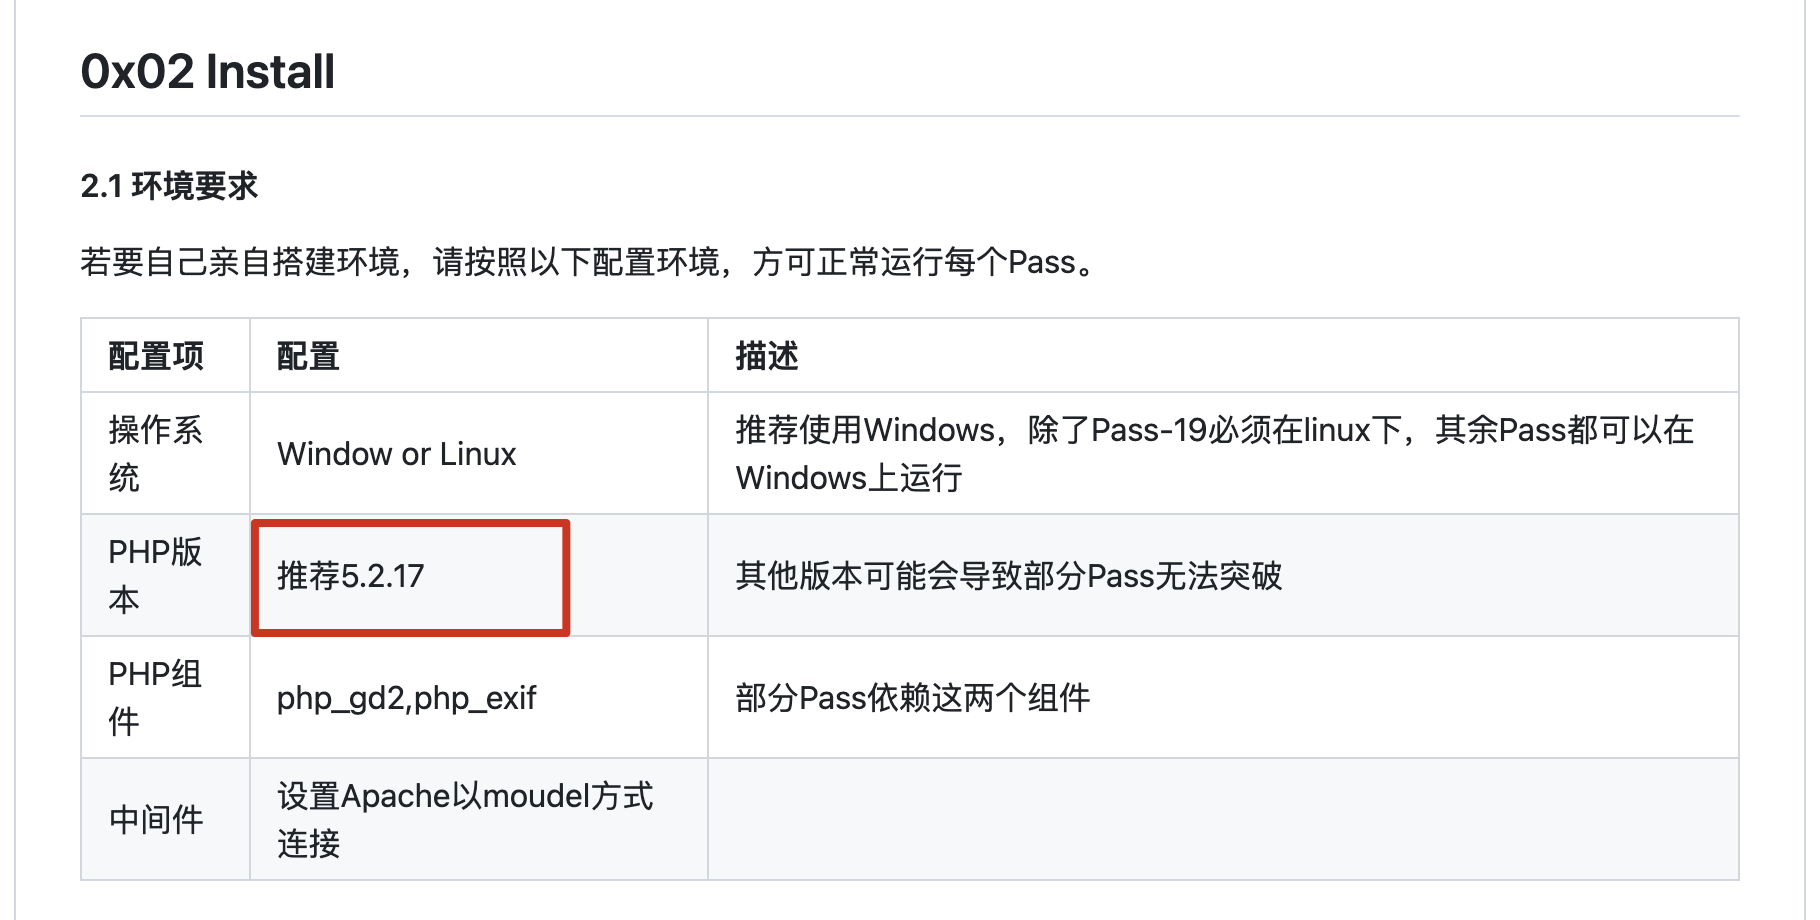 0x02 Install
2.1 环境要求
若要自己亲自搭建环境，请按照以下配置环境，方可正常运行每个Pass。
配置项
配置
描述
操作系
统
Window or Linux
推荐使用Windows，除了Pass-19必须在linux下，其余Pass都可以在
Windows上运行
PHP版
本
推荐5.2.17
其他版本可能会导致部分Pass无法突破
PHP组
件
php_gd2,php_exif
部分Pass依赖这两个组件
中间件
设置Apache以moudel方式
连接